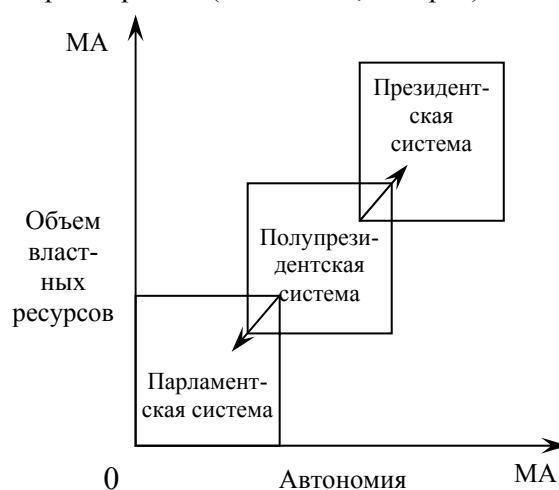 МА
Президент-
ская
система
Объем
власт-
ных
ресурсов
Полупрези-
дентская
система
Парламент-
ская система
0
Автономия
МА